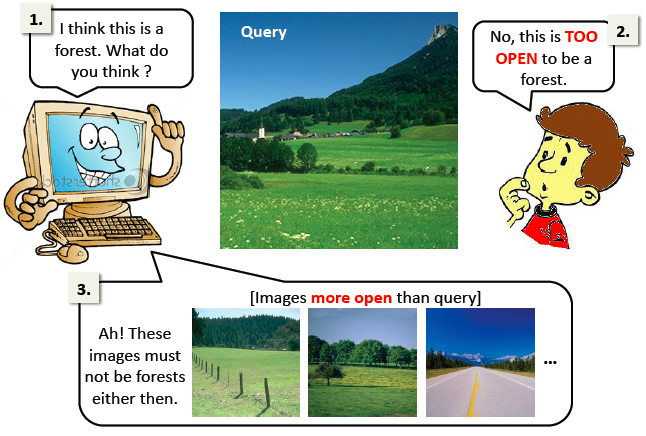 1.
I think this is a
forest. What do
you think ?
Query
2.
No, this is TOO
OPEN to be a
forest.
3.
[Images more open than query]
Ah! These
images must
not be forests
either then.
...